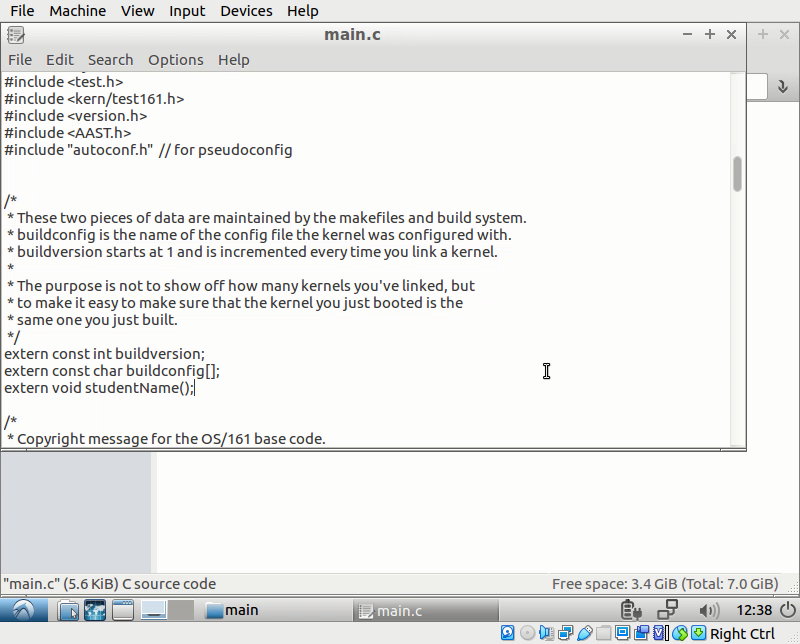 File Machine View Input Devices Help
main.c
File Edit Search Options Help
#include <test.h>
#include <kern/test161.h>
#include <version.h>
#include <AAST.h>
#include "autoconf.h" // for pseudoconfig
/*
* These two pieces of data are maintained by the makefiles and build system.
* buildconfig is the name of the config file the kernel was configured with.
* buildversion starts at 1 and is incremented every time you link a kernel.
*
* The purpose is not to show off how many kernels you've linked, but
* to make it easy to make sure that the kernel you just booted is the
* same one you just built.
*/
extern const int buildversion;
extern const char buildconfig[];
extern void studentName();
/*
* Copyright message for the OS/161 base code.
"main.c" (5.6 KiB) C source code Free space: 3.4 GiB (Total: 7.0 GiB)
main main.c 12:38
Right Ctrl